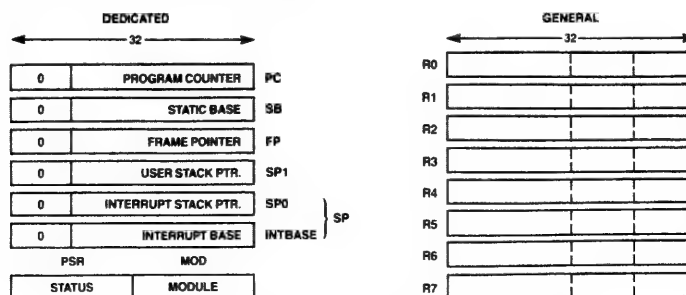 DEDICATED
32
0 PROGRAM COUNTER PC
0 STATIC BASE SB
0 FRAME POINTER FP
0 USER STACK PTR. SP1
0 INTERRUPT STACK PTR. SP0
SP
0 INTERRUPT BASE INTBASE
PSR MOD
STATUS MODULE
GENERAL
32
R0
R1
R2
R3
R4
R5
R6
R7